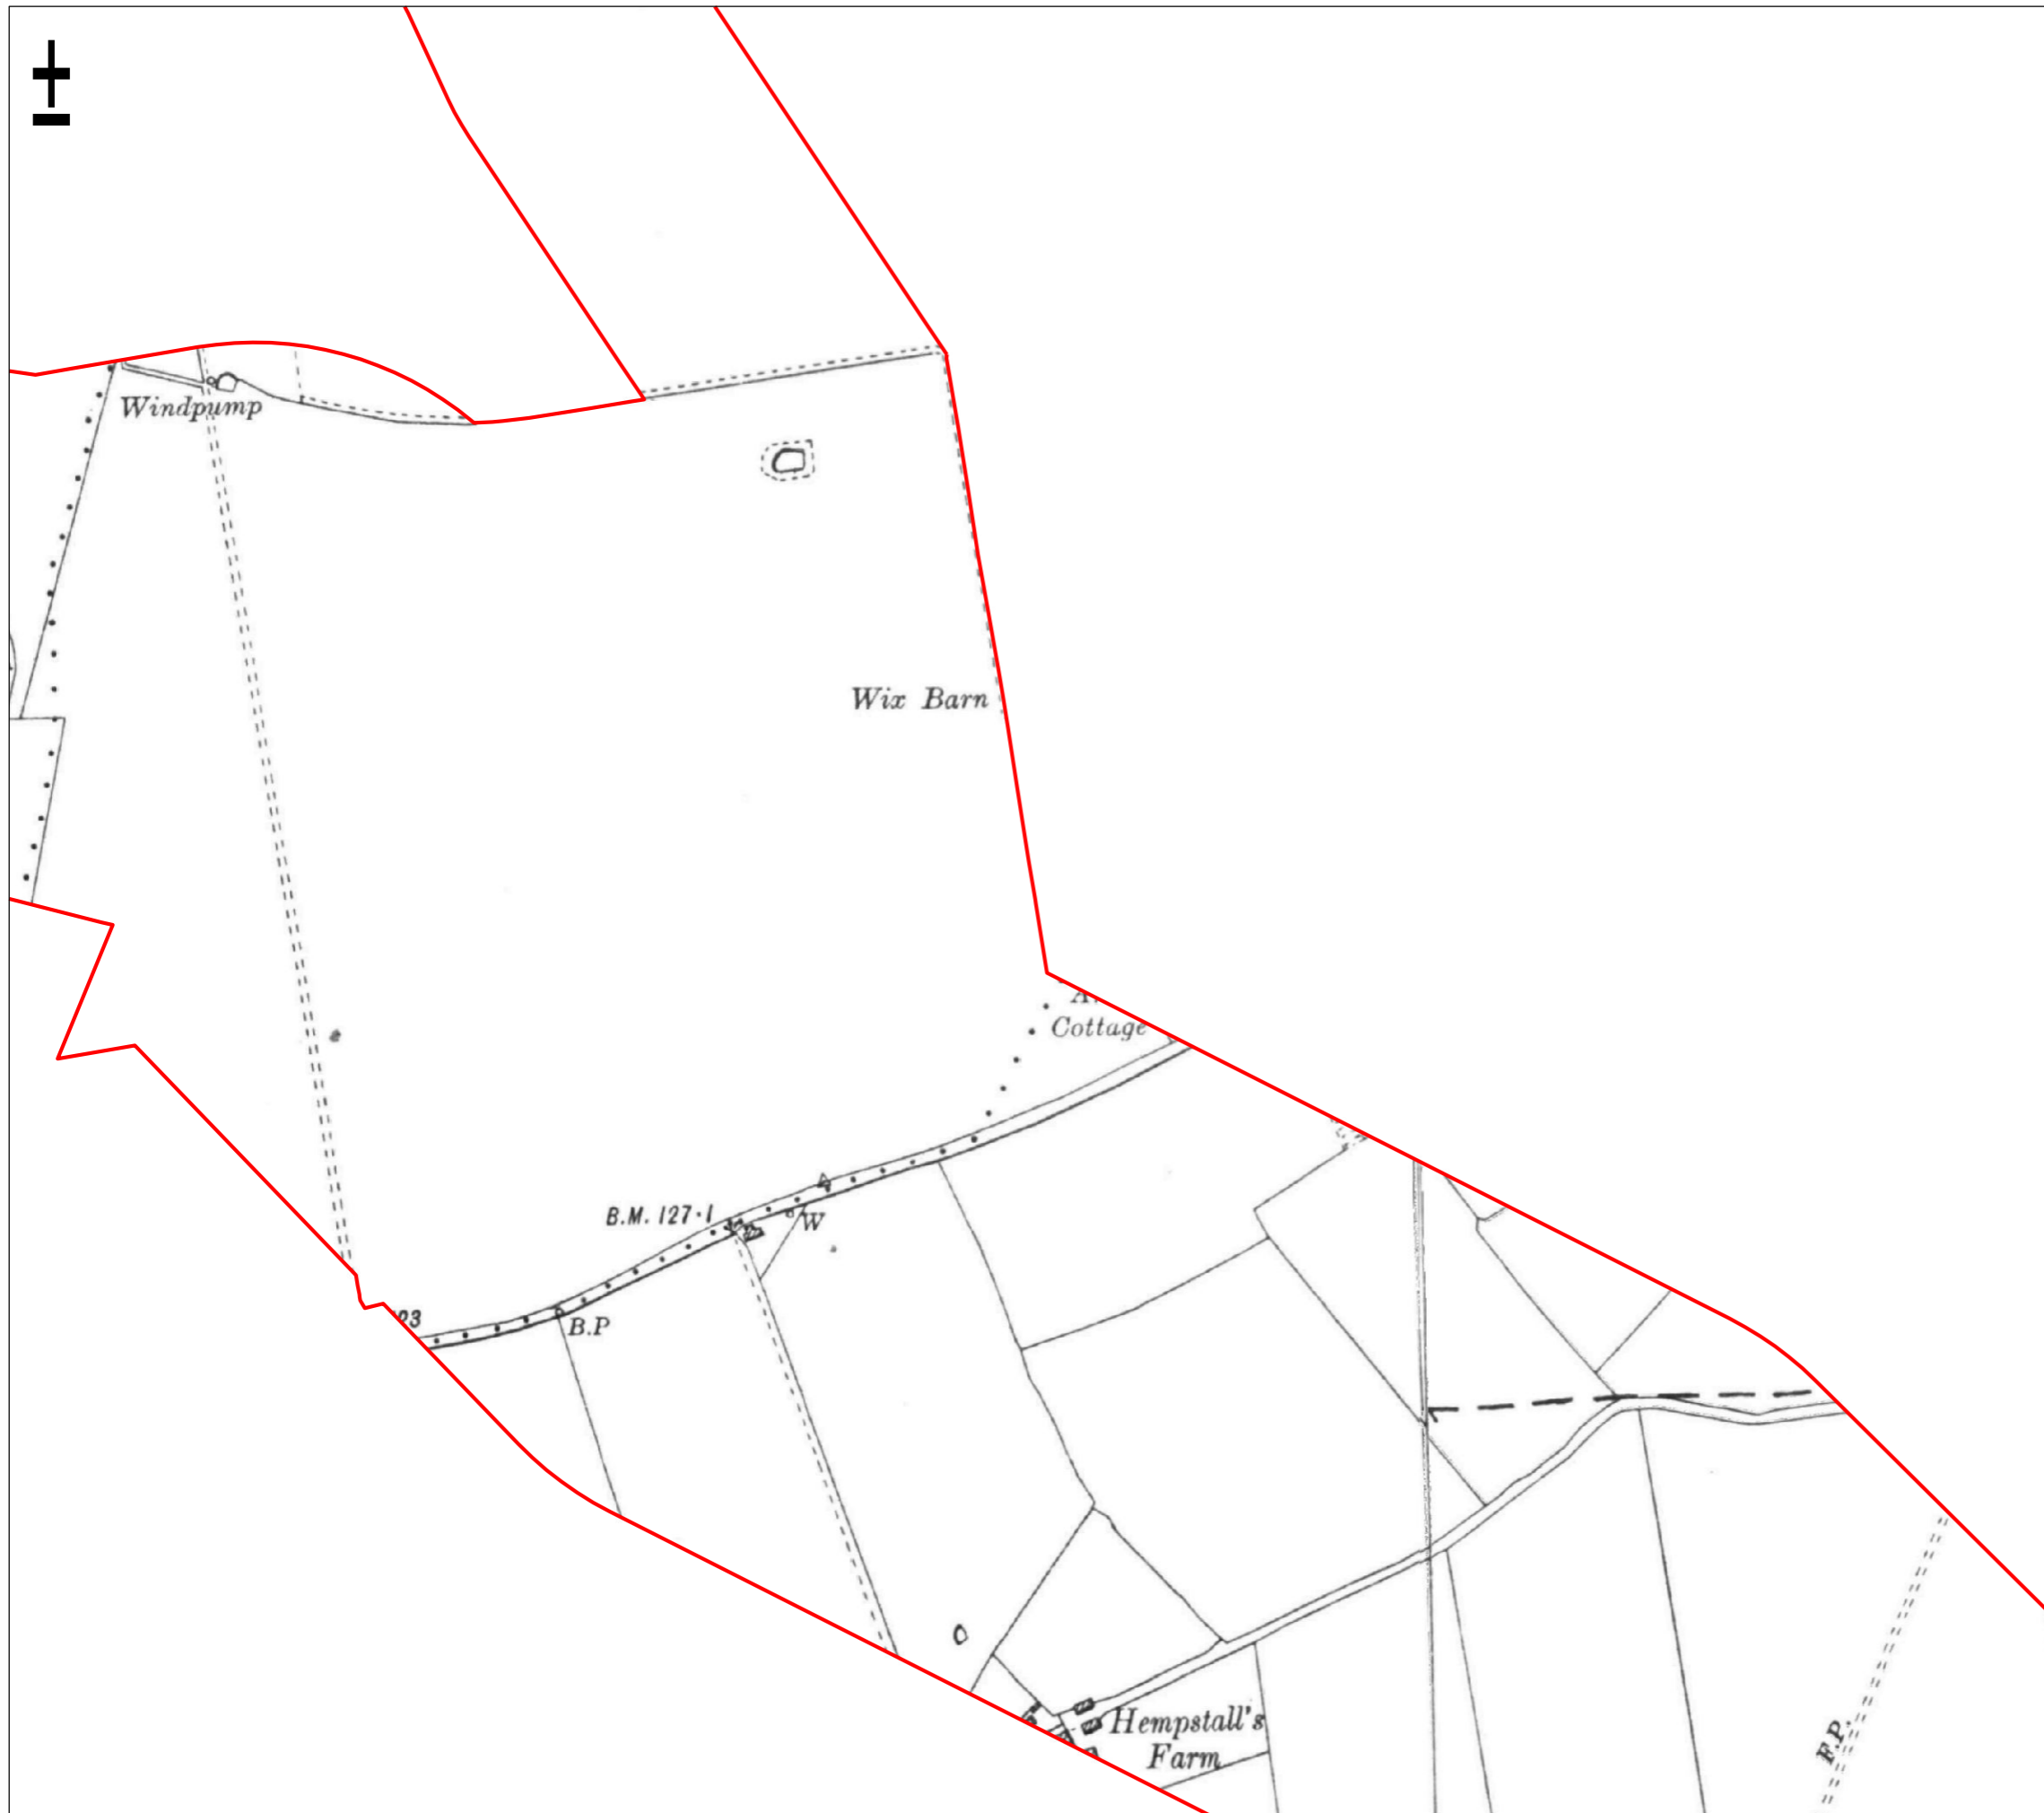 Windpump
Wix Barn
Cottage
B.M. 127·1
W
B.P
Hempstall's
Farm
F.P.